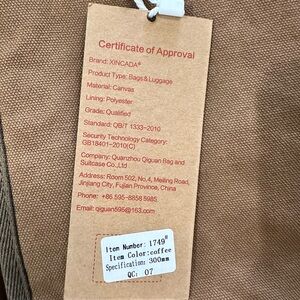 Certificate of Approval
Brand: XINCADA®
Product Type: Bags&Luggage
Material: Canvas
Lining: Polyester
Grade: Qualified
Standard: QB/T 1333-2010
Security Technology Category:
GB18401-2010(C)
Company: Quanzhou Qiguan Bag and
Suitcase Co.,Ltd
Address: Room 502, No.4, Meiling Road,
Jinjiang City, Fujian Province, China
Phone: +86 595-8858 5985
Email: qiguan595@163.com
Item Number: 1749#
Item Color:coffee
Specification: 300mm
QC: 07